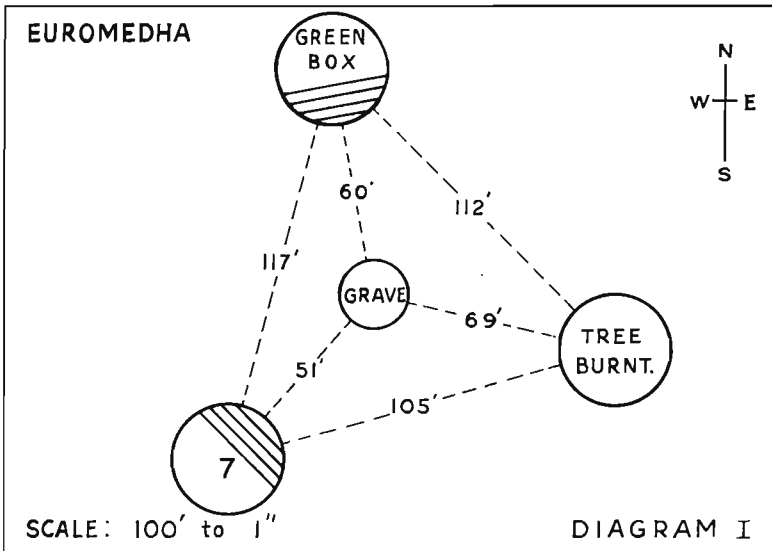 EUROMEDHA
GREEN
BOX
N
W E
S
60'
112'
117'
GRAVE
69'
TREE
BURNT.
51'
105'
7
SCALE: 100' to 1"
DIAGRAM I